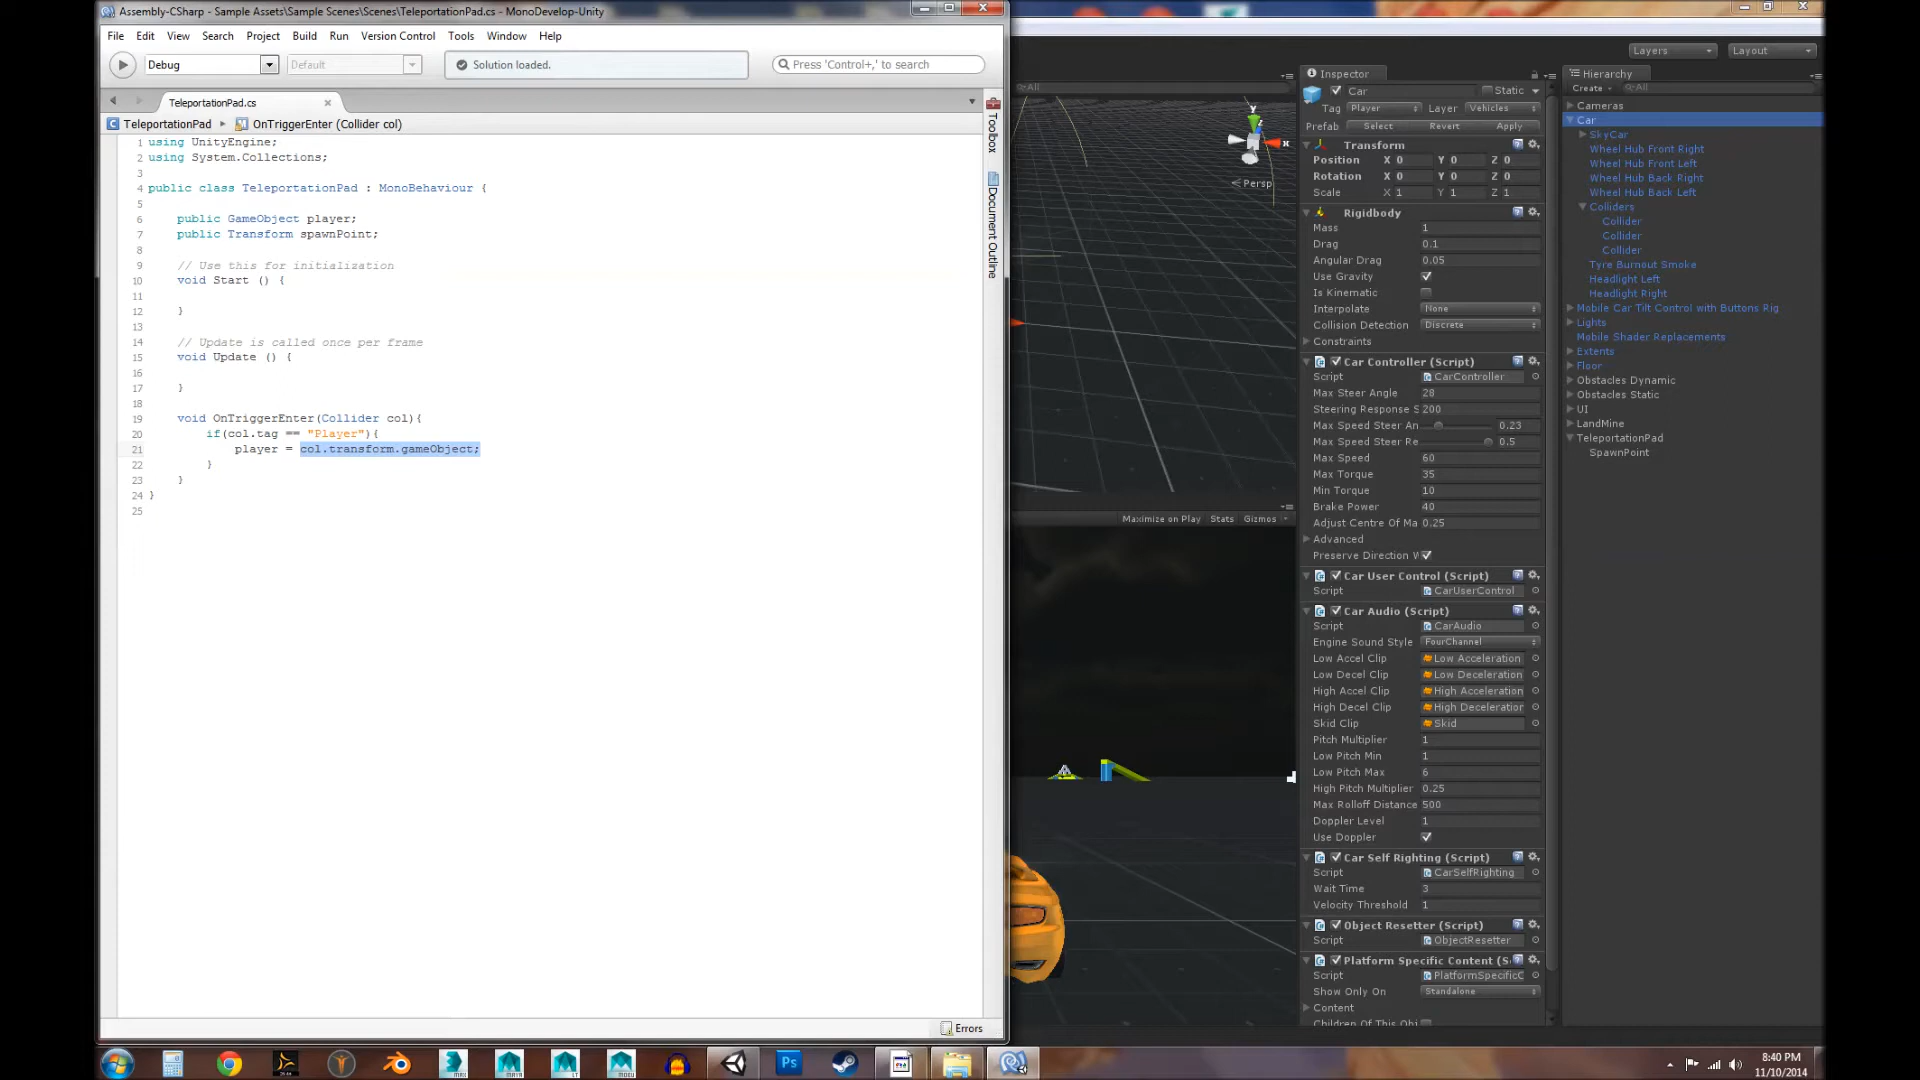 Assembly-CSharp - Sample Assets\Sample Scenes\Scenes\TeleportationPad.cs - MonoDevelop-Unity
File Edit View Search Project Build Run Version Control Tools Window Help
Debug Default Solution loaded. Press 'Control+,' to search
TeleportationPad.cs
TeleportationPad OnTriggerEnter (Collider col)
1 using UnityEngine;
2 using System.Collections;
3
4 public class TeleportationPad : MonoBehaviour {
5
6 public GameObject player;
7 public Transform spawnPoint;
8
9 // Use this for initialization
10 void Start () {
11
12 }
13
14 // Update is called once per frame
15 void Update () {
16
17 }
18
19 void OnTriggerEnter(Collider col){
20 if(col.tag == "Player"){
21 player = col.transform.gameObject;
22 }
23 }
24 }
25
Toolbox
Document Outline
Errors
Layers Layout
All
Y
X
Persp
Maximize on Play Stats Gizmos
Inspector
Car Static
Tag Player Layer Vehicles
Prefab Select Revert Apply
Transform
Position X 0 Y 0 Z 0
Rotation X 0 Y 0 Z 0
Scale X 1 Y 1 Z 1
Rigidbody
Mass 1
Drag 0.1
Angular Drag 0.05
Use Gravity
Is Kinematic
Interpolate None
Collision Detection Discrete
Constraints
Car Controller (Script)
Script CarController
Max Steer Angle 28
Steering Response S 200
Max Speed Steer An 0.23
Max Speed Steer Re 0.5
Max Speed 60
Max Torque 35
Min Torque 10
Brake Power 40
Adjust Centre Of Ma 0.25
Advanced
Preserve Direction W
Car User Control (Script)
Script CarUserControl
Car Audio (Script)
Script CarAudio
Engine Sound Style FourChannel
Low Accel Clip Low Acceleration
Low Decel Clip Low Deceleration
High Accel Clip High Acceleration
High Decel Clip High Deceleration
Skid Clip Skid
Pitch Multiplier 1
Low Pitch Min 1
Low Pitch Max 6
High Pitch Multiplier 0.25
Max Rolloff Distance 500
Doppler Level 1
Use Doppler
Car Self Righting (Script)
Script CarSelfRighting
Wait Time 3
Velocity Threshold 1
Object Resetter (Script)
Script ObjectResetter
Platform Specific Content (S
Script PlatformSpecificC
Show Only On Standalone
Content
Children Of This Obj
Hierarchy
Create All
Cameras
Car
SkyCar
Wheel Hub Front Right
Wheel Hub Front Left
Wheel Hub Back Right
Wheel Hub Back Left
Colliders
Collider
Collider
Collider
Tyre Burnout Smoke
Headlight Left
Headlight Right
Mobile Car Tilt Control with Buttons Rig
Lights
Mobile Shader Replacements
Extents
Floor
Obstacles Dynamic
Obstacles Static
UI
LandMine
TeleportationPad
SpawnPoint
Ps
8:40 PM
11/10/2014